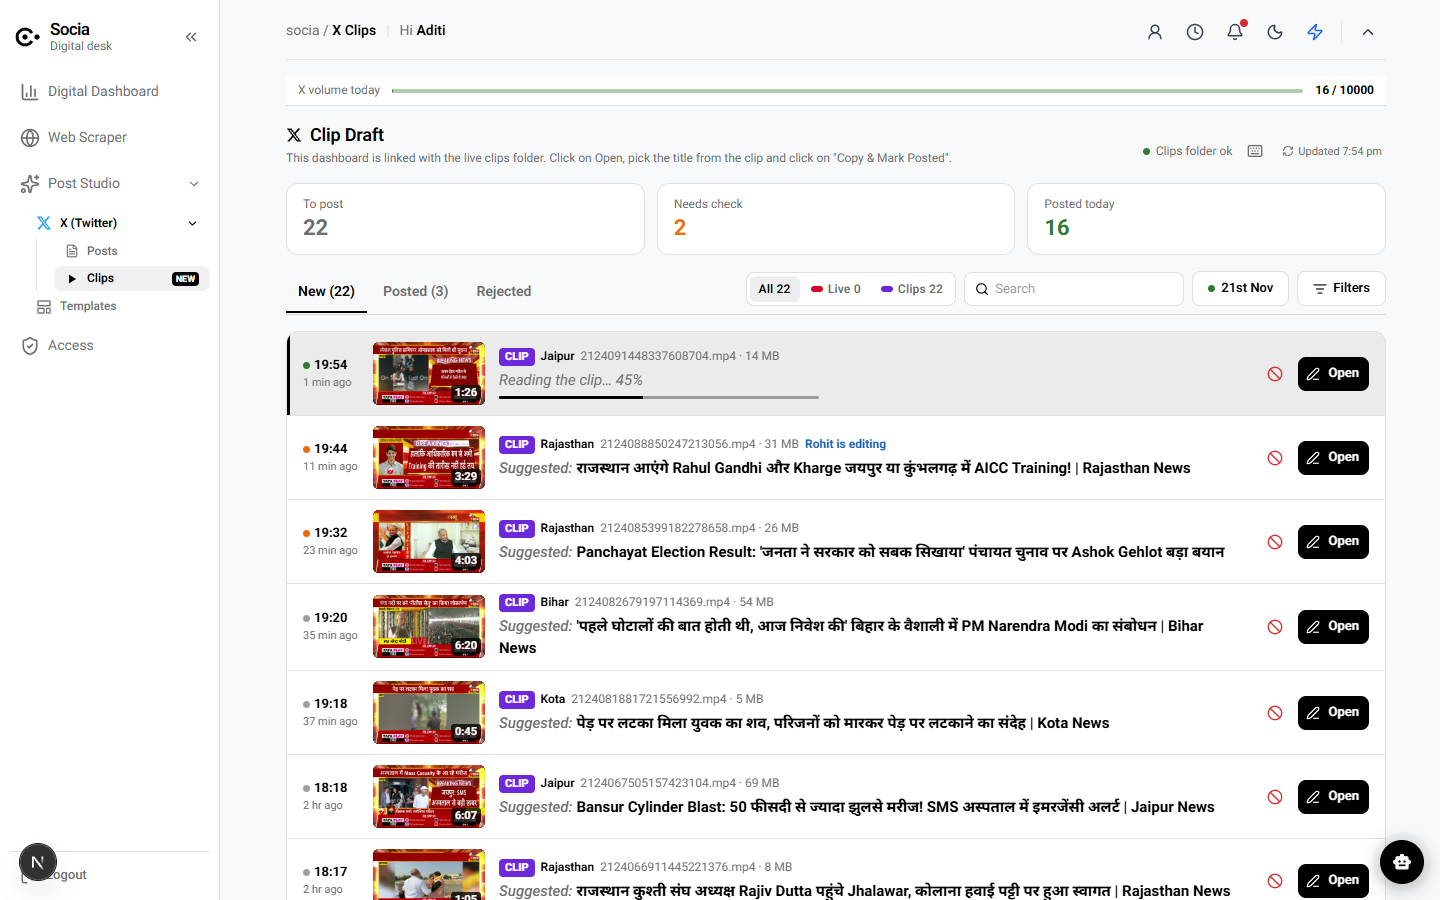 Socia
Digital desk
Digital Dashboard
Web Scraper
Post Studio
X (Twitter)
Posts
Clips NEW
Templates
Access
N
ogout
socia / X Clips Hi Aditi
X volume today 16 / 10000
Clip Draft
This dashboard is linked with the live clips folder. Click on Open, pick the title from the clip and click on "Copy & Mark Posted".
Clips folder ok Updated 7:54 pm
To post
22
Needs check
2
Posted today
16
New (22) Posted (3) Rejected
All 22 Live 0 Clips 22 Search 21st Nov Filters
19:54
1 min ago
1:26
CLIP Jaipur 2124091448337608704.mp4 · 14 MB
Reading the clip... 45%
Open
19:44
11 min ago
3:29
CLIP Rajasthan 2124088850247213056.mp4 · 31 MB Rohit is editing
Suggested: राजस्थान आएंगे Rahul Gandhi और Kharge जयपुर या कुंभलगढ़ में AICC Training! | Rajasthan News
Open
19:32
23 min ago
4:03
CLIP Rajasthan 2124085399182278658.mp4 · 26 MB
Suggested: Panchayat Election Result: 'जनता ने सरकार को सबक सिखाया' पंचायत चुनाव पर Ashok Gehlot बड़ा बयान
Open
19:20
35 min ago
6:20
CLIP Bihar 2124082679197114369.mp4 · 54 MB
Suggested: 'पहले घोटालों की बात होती थी, आज निवेश की' बिहार के वैशाली में PM Narendra Modi का संबोधन | Bihar
News
Open
19:18
37 min ago
पेड़ पर लटका मिला युवक का शव
0:45
CLIP Kota 2124081881721556992.mp4 · 5 MB
Suggested: पेड़ पर लटका मिला युवक का शव, परिजनों को मारकर पेड़ पर लटकाने का संदेह | Kota News
Open
18:18
2 hr ago
6:07
CLIP Jaipur 2124067505157423104.mp4 · 69 MB
Suggested: Bansur Cylinder Blast: 50 फीसदी से ज्यादा झुलसे मरीज! SMS अस्पताल में इमरजेंसी अलर्ट | Jaipur News
Open
18:17
2 hr ago
1:05
CLIP Rajasthan 2124066911445221376.mp4 · 8 MB
Suggested: राजस्थान कुश्ती संघ अध्यक्ष Rajiv Dutta पहुंचे Jhalawar, कोलाना हवाई पट्टी पर हुआ स्वागत | Rajasthan News
Open